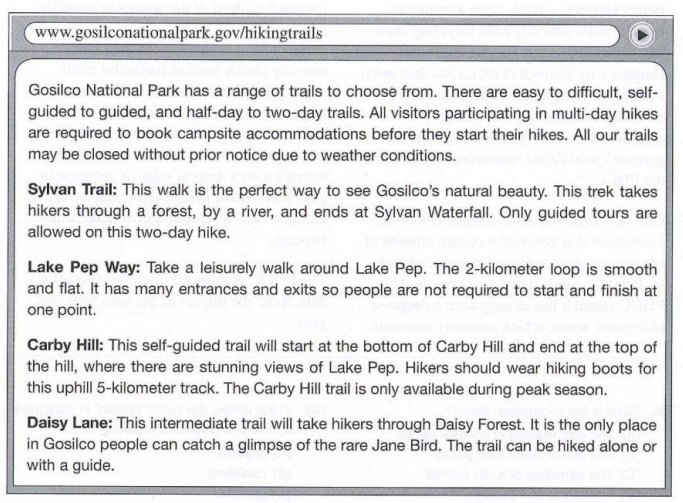 www.gosilconationalpark.gov/hikingtrails
Gosilco National Park has a range of trails to choose from. There are easy to difficult, self-
guided to guided, and half-day to two-day trails. All visitors participating in multi-day hikes
are required to book campsite accommodations before they start their hikes. All our trails
may be closed without prior notice due to weather conditions.
Sylvan Trail: This walk is the perfect way to see Gosilco's natural beauty. This trek takes
hikers through a forest, by a river, and ends at Sylvan Waterfall. Only guided tours are
allowed on this two-day hike.
Lake Pep Way: Take a leisurely walk around Lake Pep. The 2-kilometer loop is smooth
and flat. It has many entrances and exits so people are not required to start and finish at
one point.
Carby Hill: This self-guided trail will start at the bottom of Carby Hill and end at the top of
the hill, where there are stunning views of Lake Pep. Hikers should wear hiking boots for
this uphill 5-kilometer track. The Carby Hill trail is only available during peak season.
Daisy Lane: This intermediate trail will take hikers through Daisy Forest. It is the only place
in Gosilco people can catch a glimpse of the rare Jane Bird. The trail can be hiked alone or
with a guide.